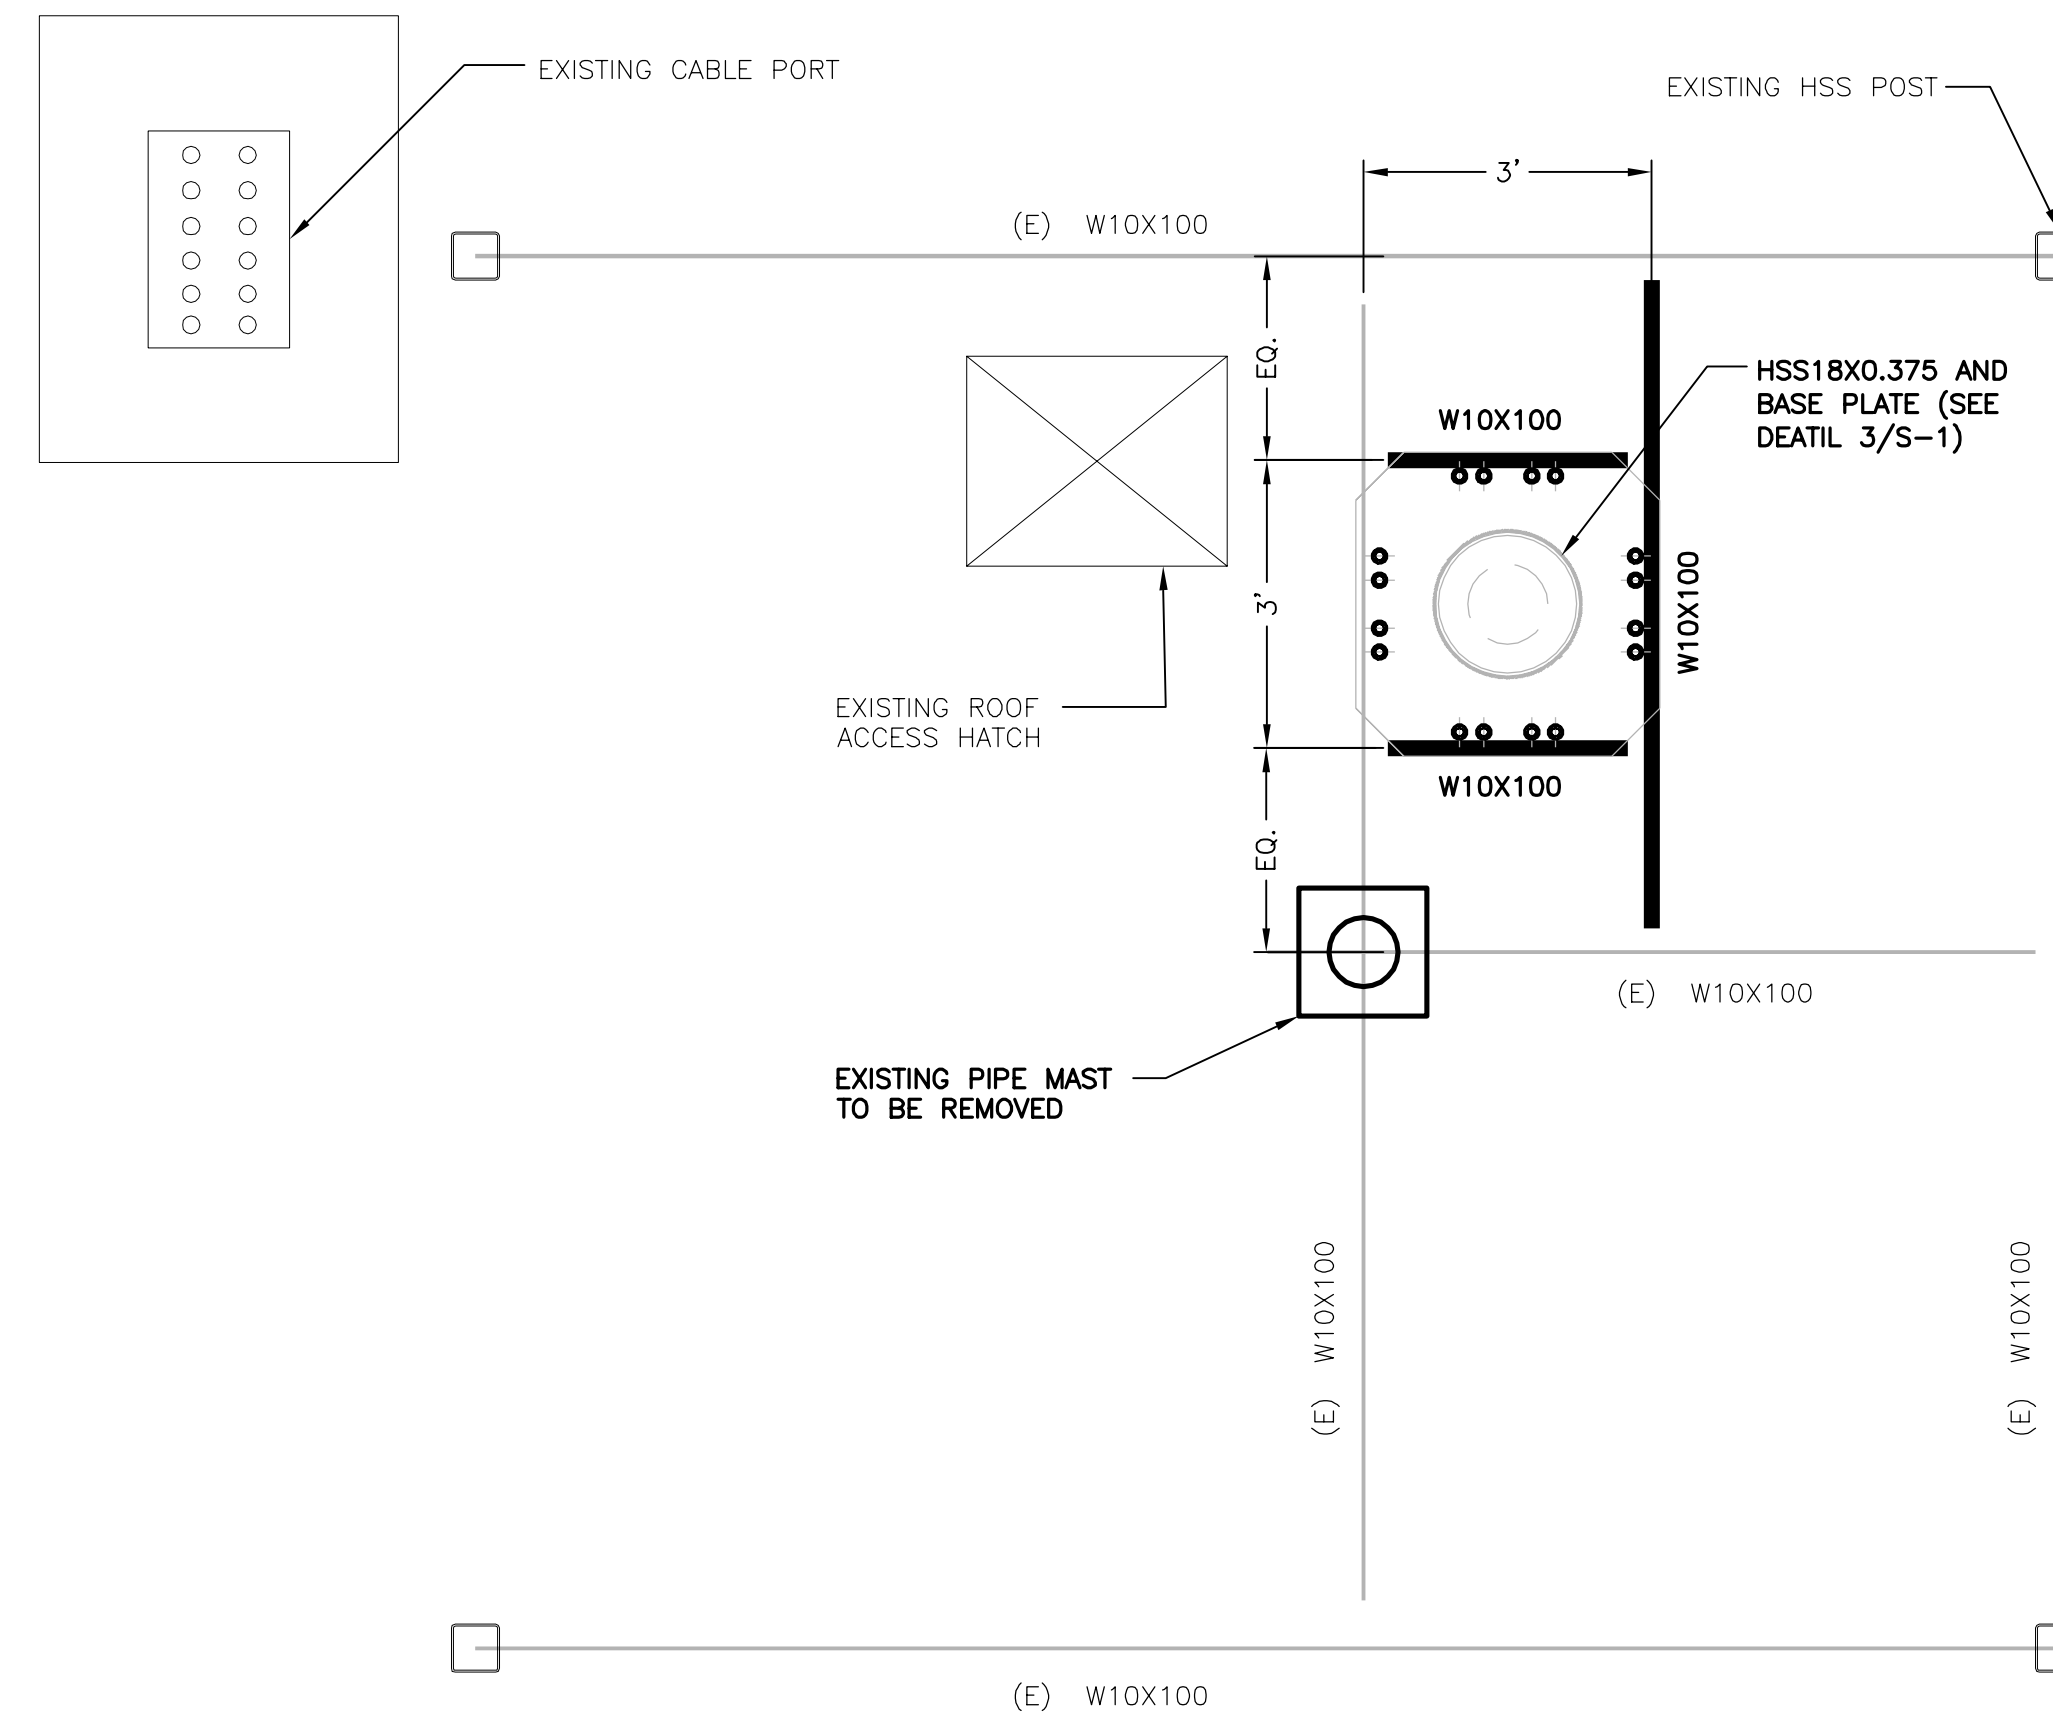 EXISTING CABLE PORT
EXISTING HSS POST
3'
(E) W10X100
EQ.
HSS18X0.375 AND
BASE PLATE (SEE
DEATIL 3/S-1)
W10X100
3'
W10X100
EXISTING ROOF
ACCESS HATCH
W10X100
EQ.
(E) W10X100
EXISTING PIPE MAST
TO BE REMOVED
(E) W10X100
(E) W10X100
(E) W10X100